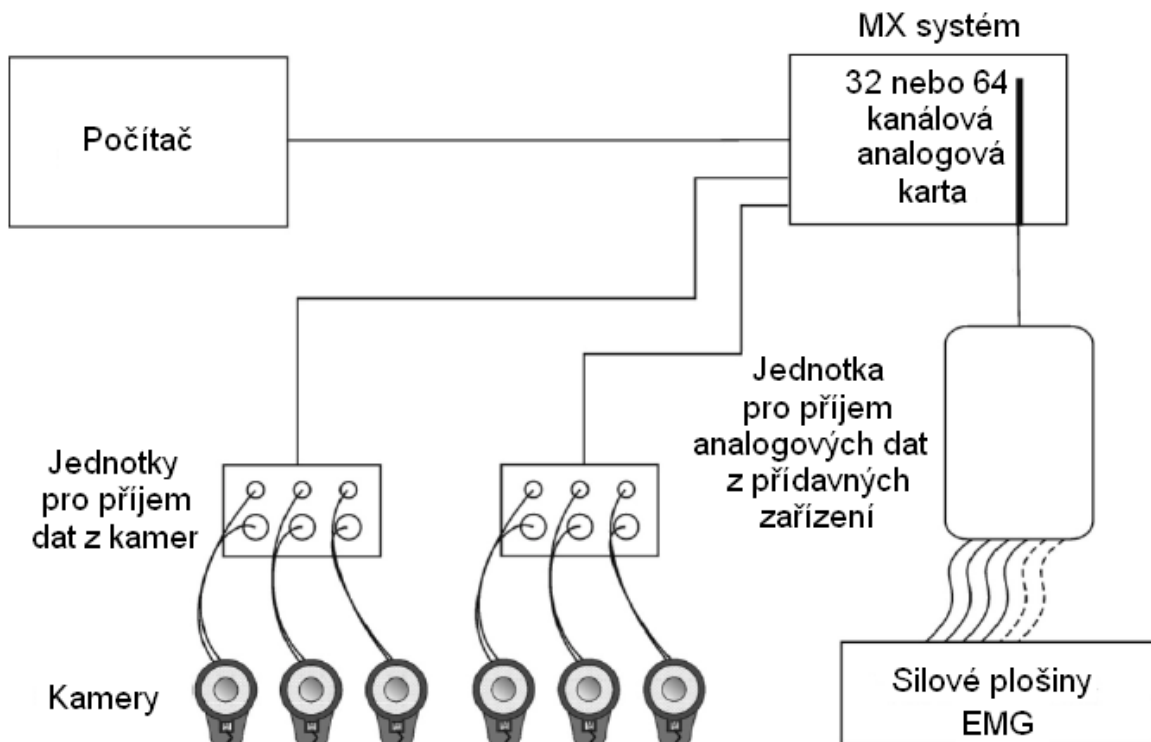 MX systém
Počítač
32 nebo 64
kanálová
analogová
karta
Jednotka
pro příjem
analogových dat
z přídavných
zařízení
Jednotky
pro příjem
dat z kamer
Kamery
Silové plošiny
EMG